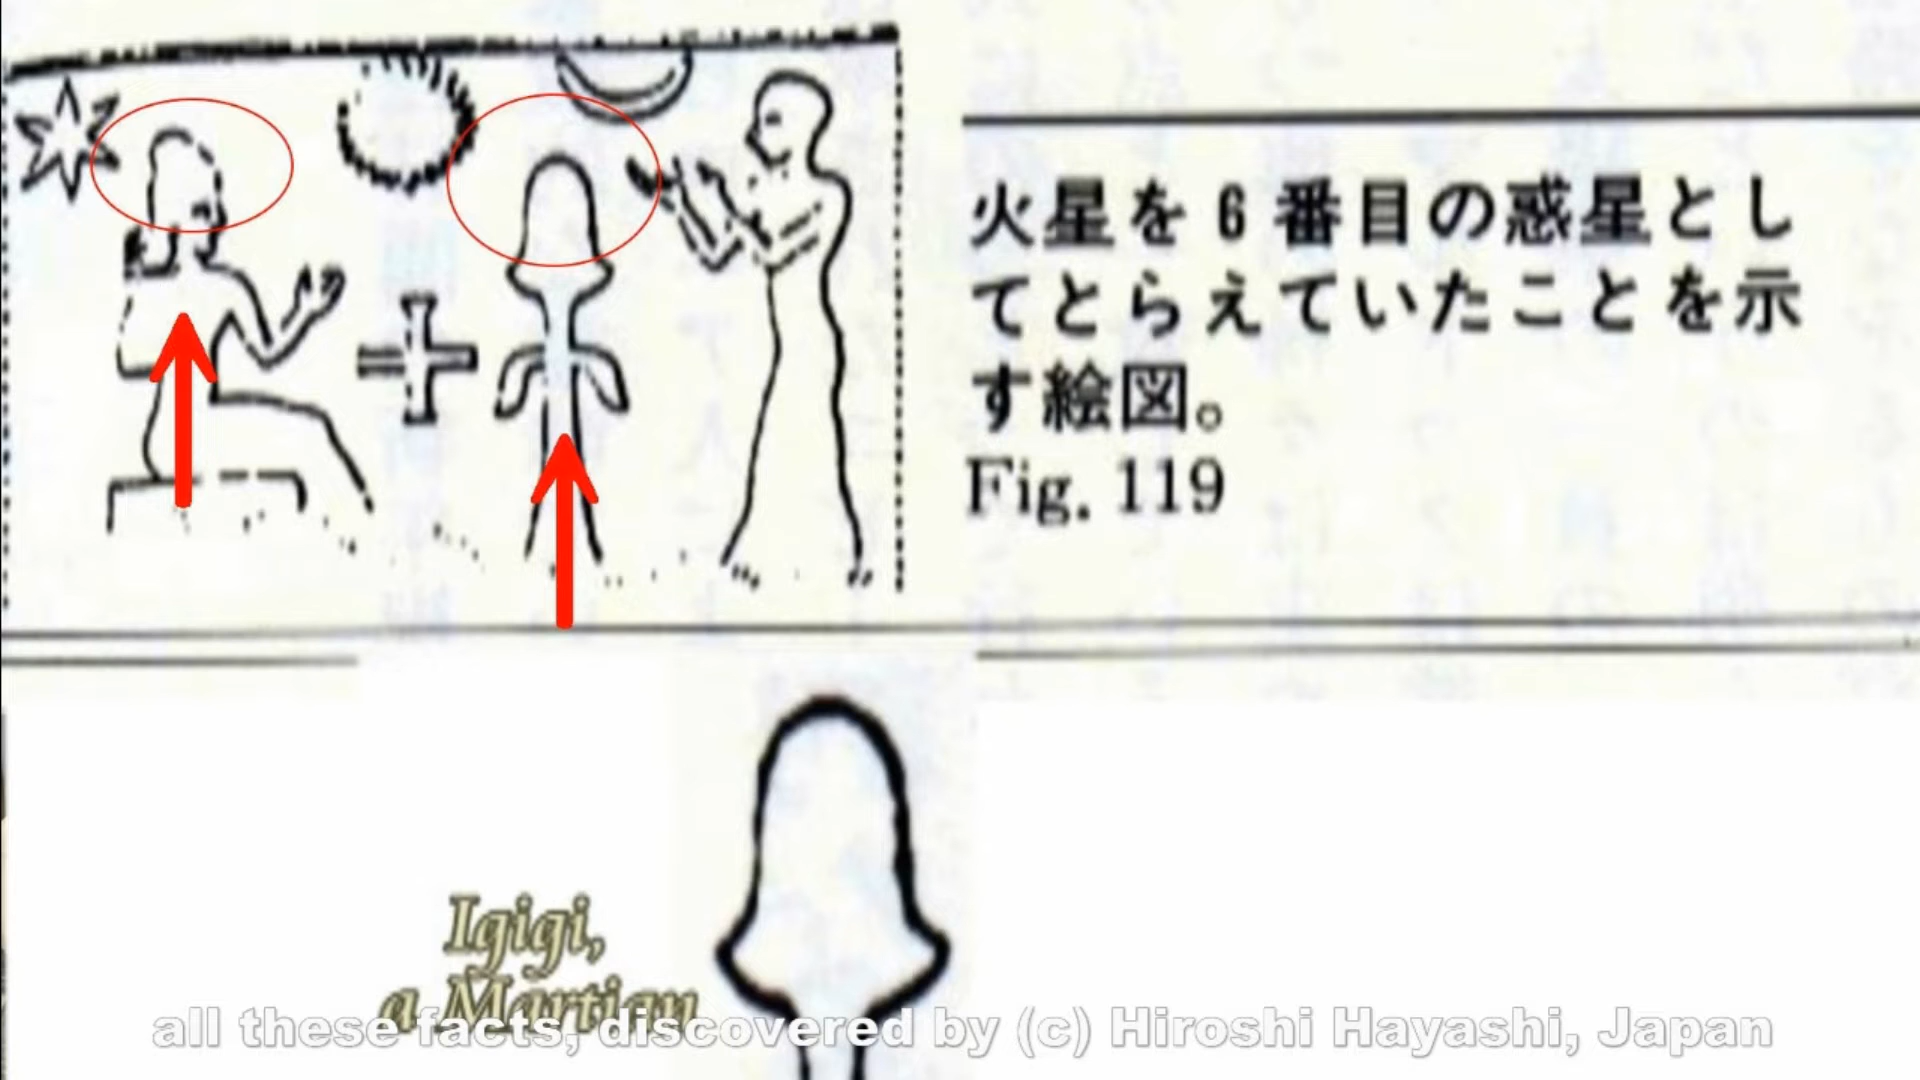 火星を6番目の惑星とし
てとらえていたことを示
す絵図。
Fig. 119
Igigi,
a Martian
all these facts, discovered by (c) Hiroshi Hayashi, Japan